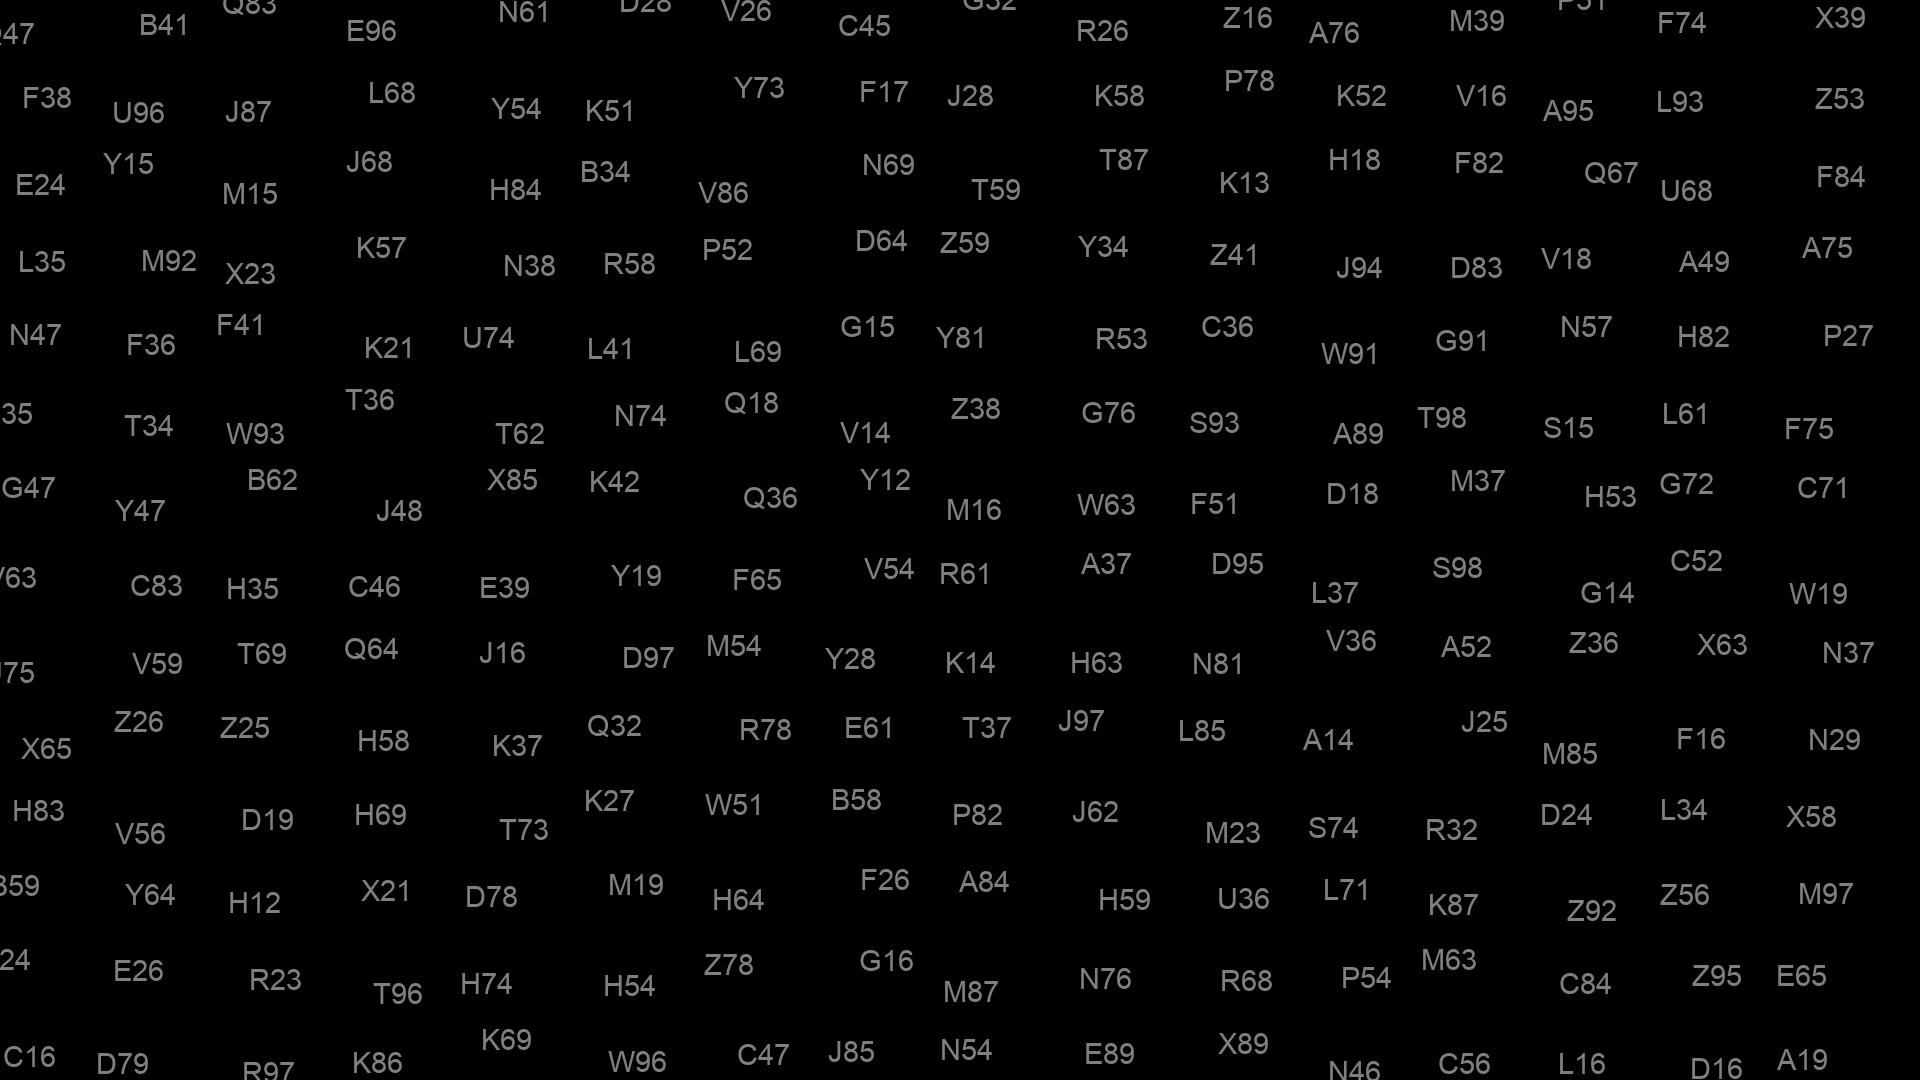 B41 Q83 E96 N61 D28 V26 C45 G32 R26 Z16 A76 M39 F74 X39
F38 U96 J87 L68 Y54 K51 Y73 F17 J28 K58 P78 K52 V16 A95 L93 Z53
E24 Y15 M15 J68 H84 B34 V86 N69 T59 T87 K13 H18 F82 Q67 U68 F84
L35 M92 X23 K57 N38 R58 P52 D64 Z59 Y34 Z41 J94 D83 V18 A49 A75
N47 F36 F41 K21 U74 L41 L69 G15 Y81 R53 C36 W91 G91 N57 H82 P27
35 T34 W93 T36 T62 N74 Q18 V14 Z38 G76 S93 A89 T98 S15 L61 F75
G47 Y47 B62 J48 X85 K42 Q36 Y12 M16 W63 F51 D18 M37 H53 G72 C71
V63 C83 H35 C46 E39 Y19 F65 V54 R61 A37 D95 L37 S98 G14 C52 W19
75 V59 T69 Q64 J16 D97 M54 Y28 K14 H63 N81 V36 A52 Z36 X63 N37
X65 Z26 Z25 H58 K37 Q32 R78 E61 T37 J97 L85 A14 J25 M85 F16 N29
H83 V56 D19 H69 T73 K27 W51 B58 P82 J62 M23 S74 R32 D24 L34 X58
B59 Y64 H12 X21 D78 M19 H64 F26 A84 H59 U36 L71 K87 Z92 Z56 M97
24 E26 R23 T96 H74 H54 Z78 G16 M87 N76 R68 P54 M63 C84 Z95 E65
C16 D79 R97 K86 K69 W96 C47 J85 N54 E89 X89 N46 C56 L16 D16 A19